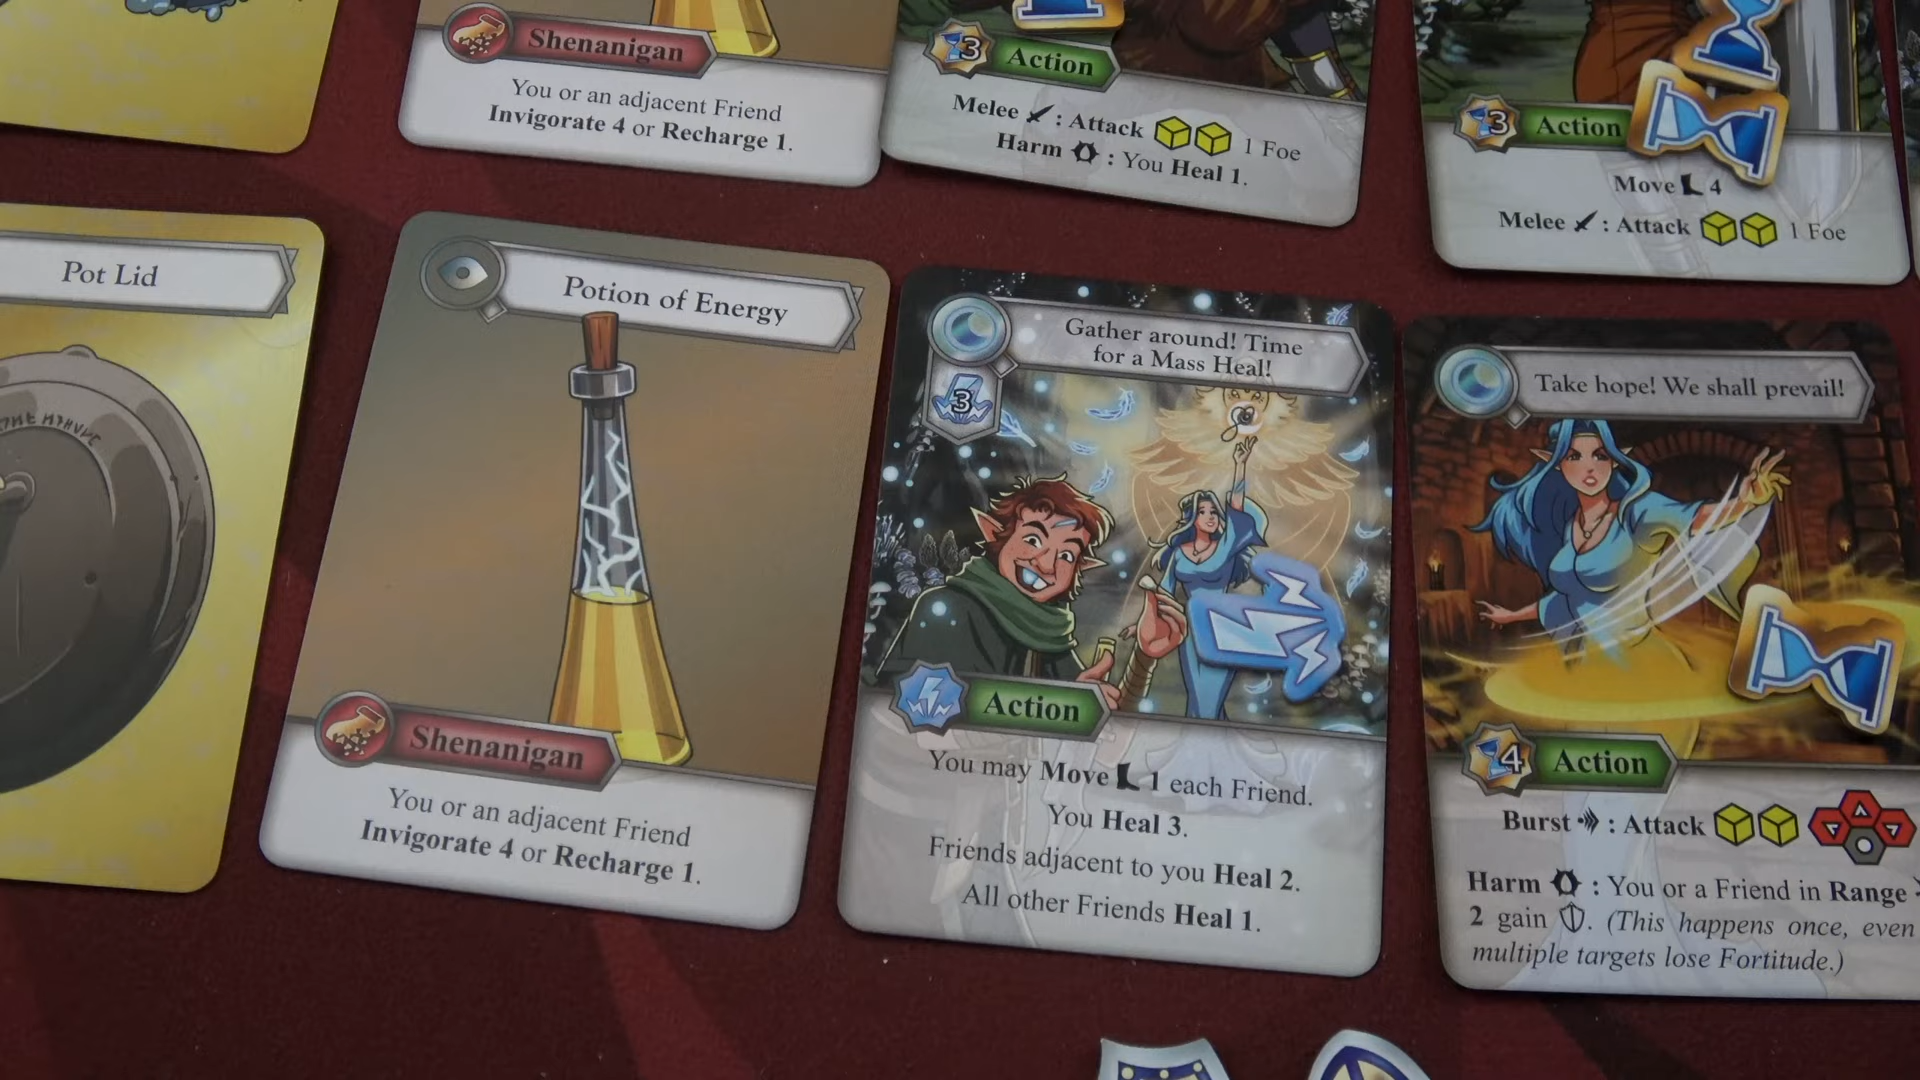 Shenanigan
You or an adjacent Friend
Invigorate 4 or Recharge 1.
3
Action
Melee : Attack 1 Foe
Harm : You Heal 1.
3
Action
Move 4
Melee : Attack 1 Foe
Pot Lid
Potion of Energy
Shenanigan
You or an adjacent Friend
Invigorate 4 or Recharge 1.
Gather around! Time
for a Mass Heal!
3
Action
You may Move 1 each Friend.
You Heal 3.
Friends adjacent to you Heal 2.
All other Friends Heal 1.
Take hope! We shall prevail!
4
Action
Burst : Attack
Harm : You or a Friend in Range
2 gain . (This happens once, even
multiple targets lose Fortitude.)